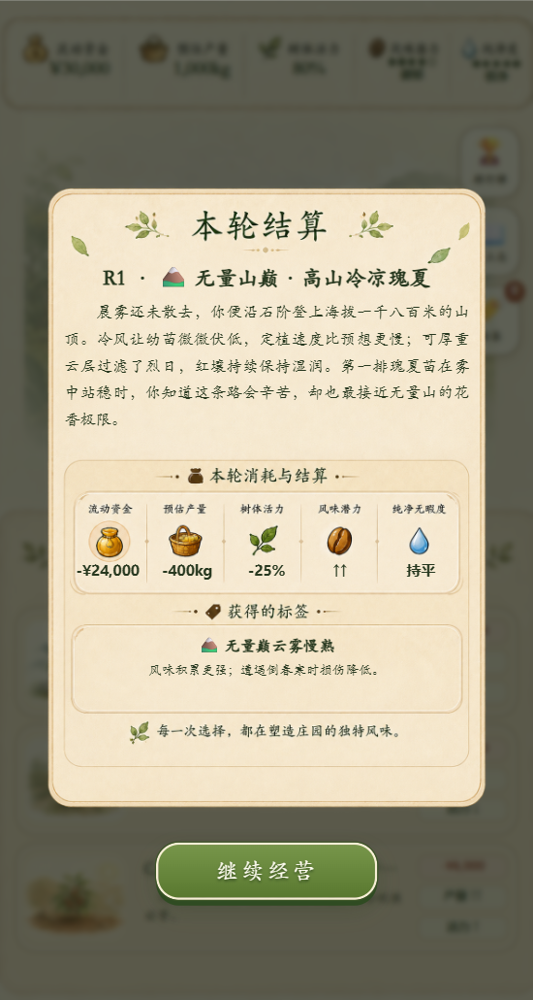 本轮结算
R1 · 无量山巅 · 高山冷凉瑰夏
晨雾还未散去，你便沿石阶登上海拔一千八百米的山
顶。冷风让幼苗微微伏低，定植速度比预想更慢；可厚重
云层过滤了烈日，红壤持续保持湿润。第一排瑰夏苗在雾
中站稳时，你知道这条路会辛苦，却也最接近无量山的花
香极限。
本轮消耗与结算
流动资金 预估产量 树体活力 风味潜力 纯净无暇度
-¥24,000 -400kg -25% ↑↑ 持平
获得的标签
无量巅云雾慢熟
风味积累更强；遭遇倒春寒时损伤降低。
每一次选择，都在塑造庄园的独特风味。
继续经营